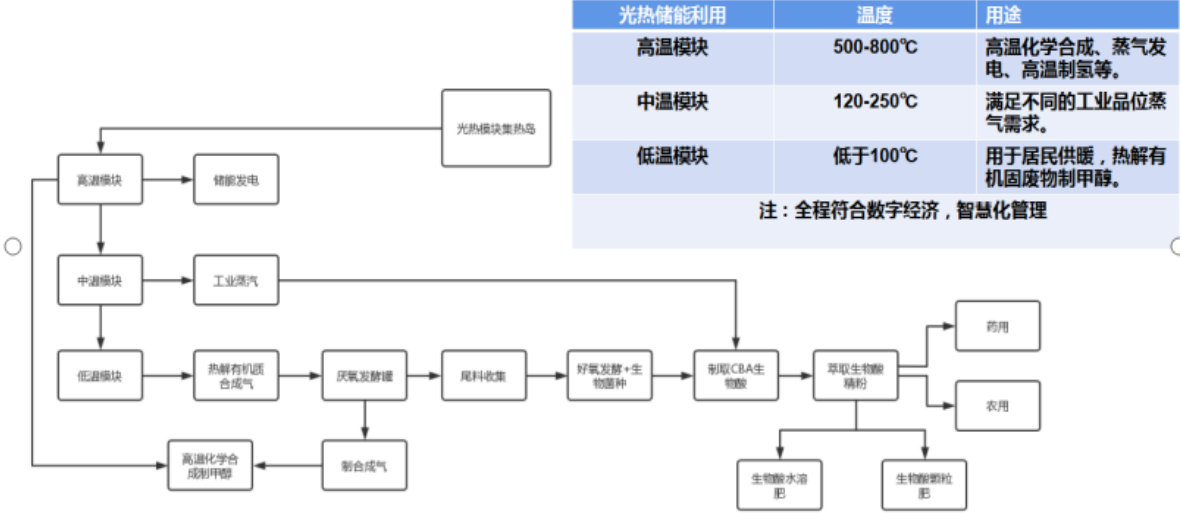 光热储能利用 温度 用途
高温模块 500-800℃ 高温化学合成、蒸气发
电、高温制氢等。
中温模块 120-250℃ 满足不同的工业品位蒸
气需求。
低温模块 低于100℃ 用于居民供暖，热解有
机固废物制甲醇。
注：全程符合数字经济，智慧化管理
光热模块集热岛
高温模块
储能发电
中温模块
工业蒸汽
低温模块
热解有机质
合成气
厌氧发酵罐
尾料收集
好氧发酵+生
物菌种
制取CBA生
物酸
萃取生物酸
精粉
药用
农用
高温化学合
成制甲醇
制合成气
生物酸水溶
肥
生物酸颗粒
肥